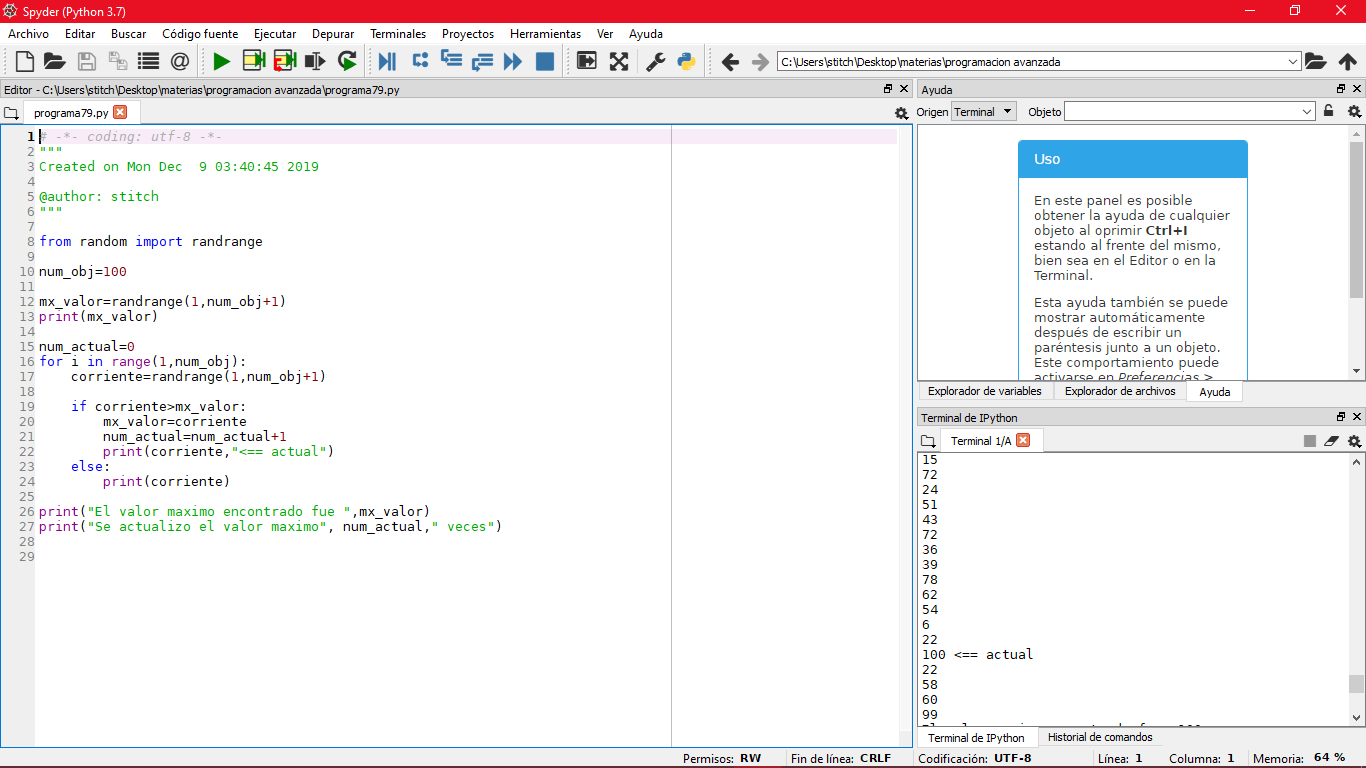 Spyder (Python 3.7)
Archivo Editar Buscar Código fuente Ejecutar Depurar Terminales Proyectos Herramientas Ver Ayuda
C:\Users\stitch\Desktop\materias\programacion avanzada
Editor - C:\Users\stitch\Desktop\materias\programacion avanzada\programa79.py
programa79.py
1 # -*- coding: utf-8 -*-
2 """
3 Created on Mon Dec  9 03:40:45 2019
4
5 @author: stitch
6 """
7
8 from random import randrange
9
10 num_obj=100
11
12 mx_valor=randrange(1,num_obj+1)
13 print(mx_valor)
14
15 num_actual=0
16 for i in range(1,num_obj):
17     corriente=randrange(1,num_obj+1)
18
19     if corriente>mx_valor:
20         mx_valor=corriente
21         num_actual=num_actual+1
22         print(corriente,"<== actual")
23     else:
24         print(corriente)
25
26 print("El valor maximo encontrado fue ",mx_valor)
27 print("Se actualizo el valor maximo", num_actual," veces")
28
29
Ayuda
Origen Terminal Objeto
Uso
En este panel es posible
obtener la ayuda de cualquier
objeto al oprimir Ctrl+I
estando al frente del mismo,
bien sea en el Editor o en la
Terminal.
Esta ayuda también se puede
mostrar automáticamente
después de escribir un
paréntesis junto a un objeto.
Este comportamiento puede
activarse en Preferencias >
Explorador de variables Explorador de archivos Ayuda
Terminal de IPython
Terminal 1/A
15
72
24
51
43
72
36
39
78
62
54
6
22
100 <== actual
22
58
60
99
Terminal de IPython Historial de comandos
Permisos: RW Fin de línea: CRLF Codificación: UTF-8 Línea: 1 Columna: 1 Memoria: 64 %